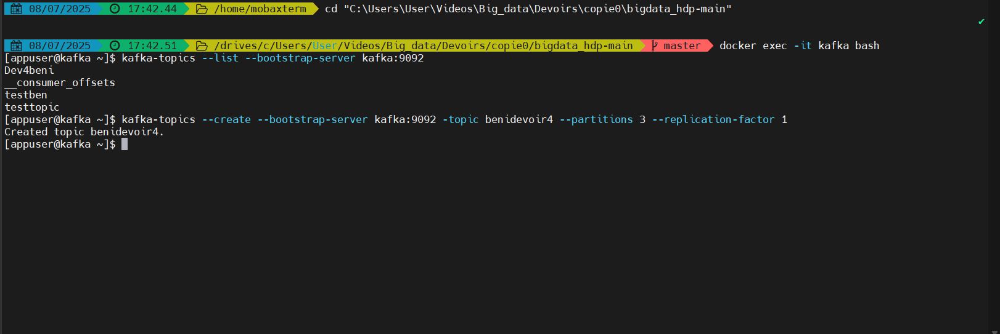 08/07/2025 17:42.44 /home/mobaxterm cd "C:\Users\User\Videos\Big_data\Devoirs\copie0\bigdata_hdp-main"
✔
08/07/2025 17:42.51 /drives/c/Users/User/Videos/Big_data/Devoirs/copie0/bigdata_hdp-main master docker exec -it kafka bash
[appuser@kafka ~]$ kafka-topics --list --bootstrap-server kafka:9092
Dev4beni
__consumer_offsets
testben
testtopic
[appuser@kafka ~]$ kafka-topics --create --bootstrap-server kafka:9092 -topic benidevoir4 --partitions 3 --replication-factor 1
Created topic benidevoir4.
[appuser@kafka ~]$